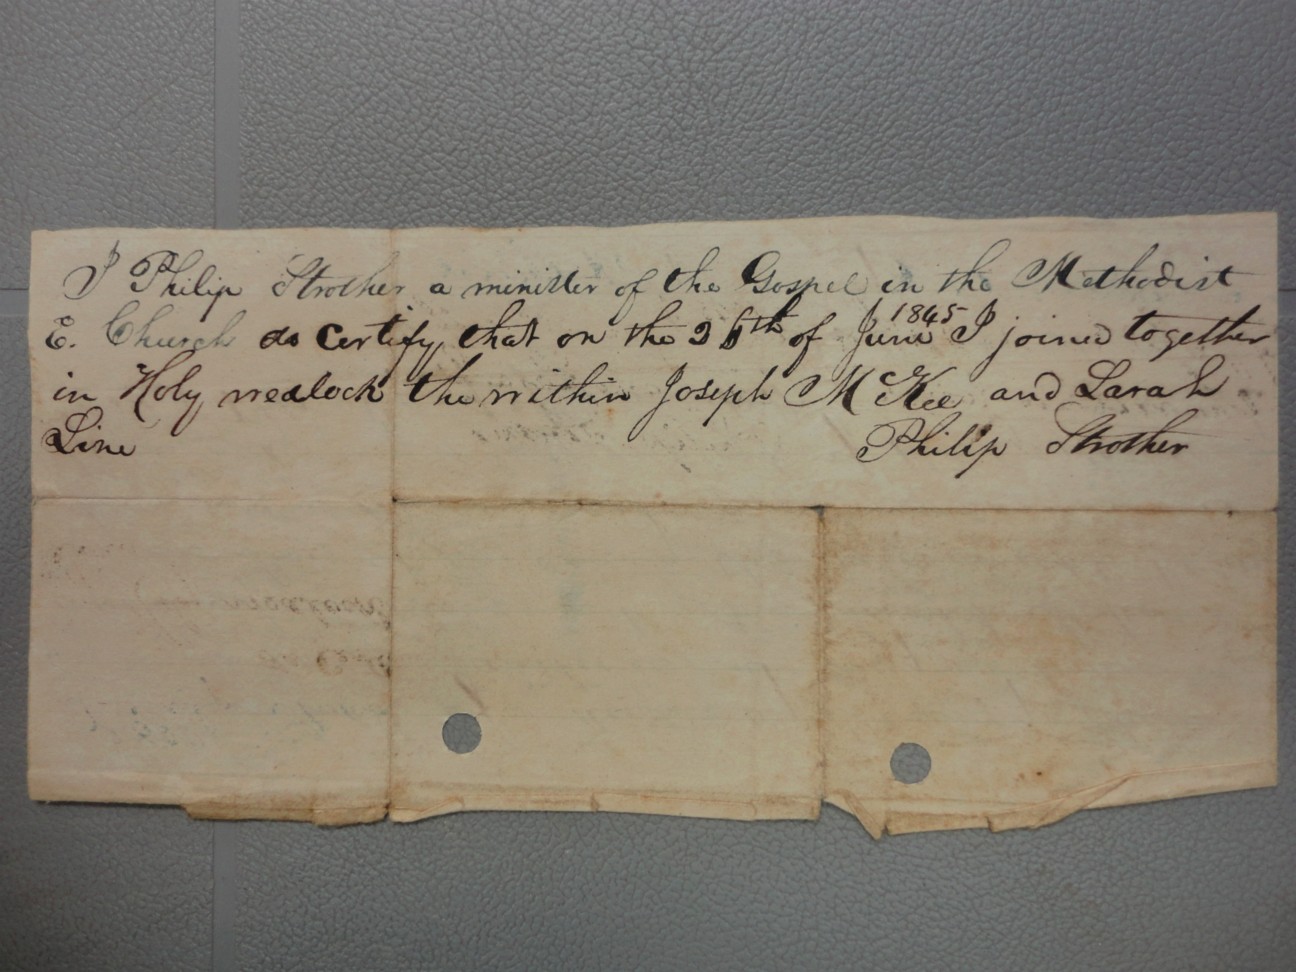 I Philip Strother a minister of the Gospel in the Methodist
E. Church do certify that on the 26th of June 1845 I joined together
in Holy wedlock the within Joseph McKee and Sarah
Line
Philip Strother